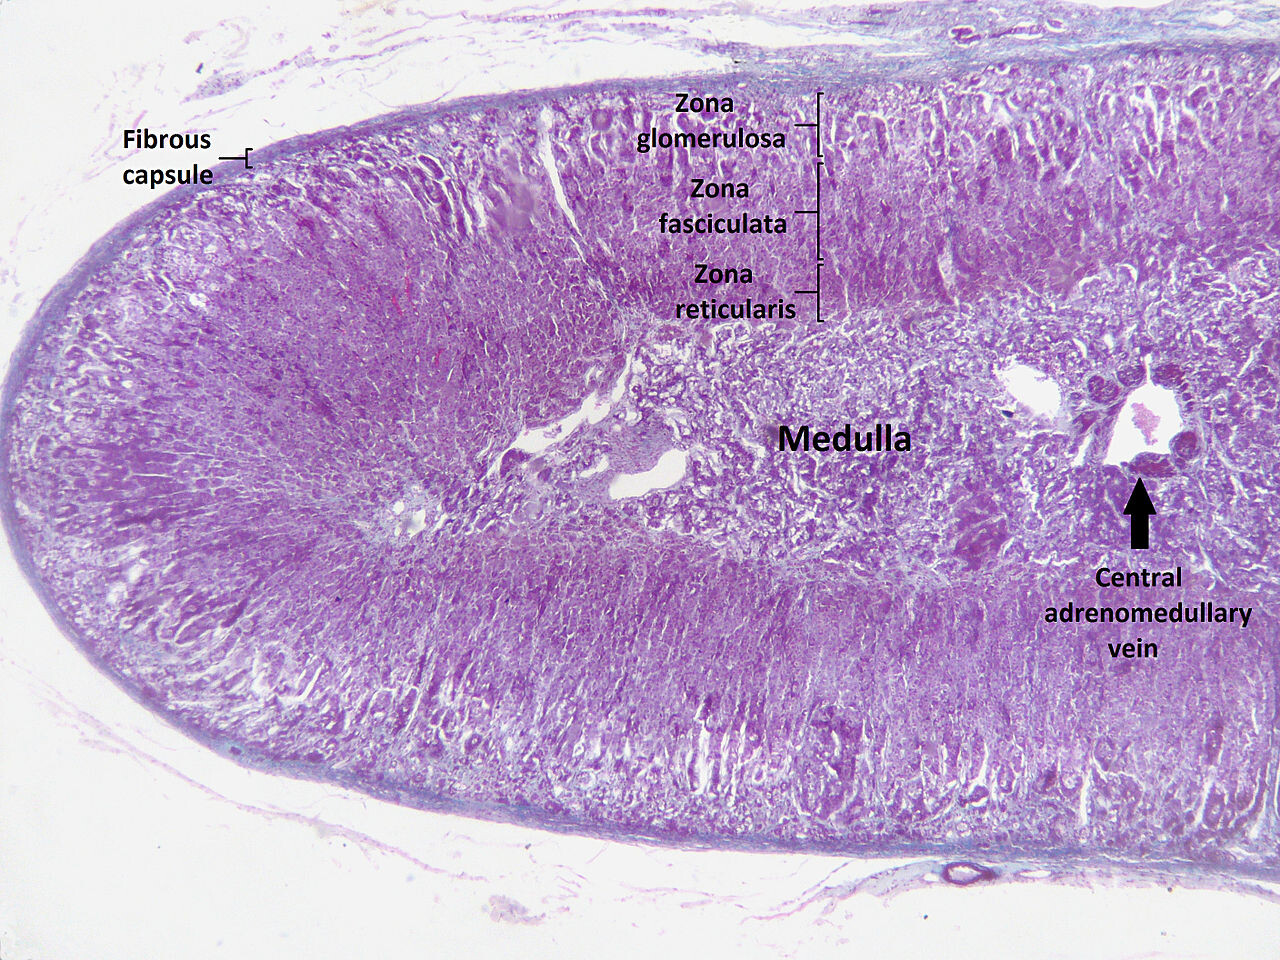 Zona
glomerulosa
Fibrous
capsule
Zona
fasciculata
Zona
reticularis
Medulla
Central
adrenomedullary
vein